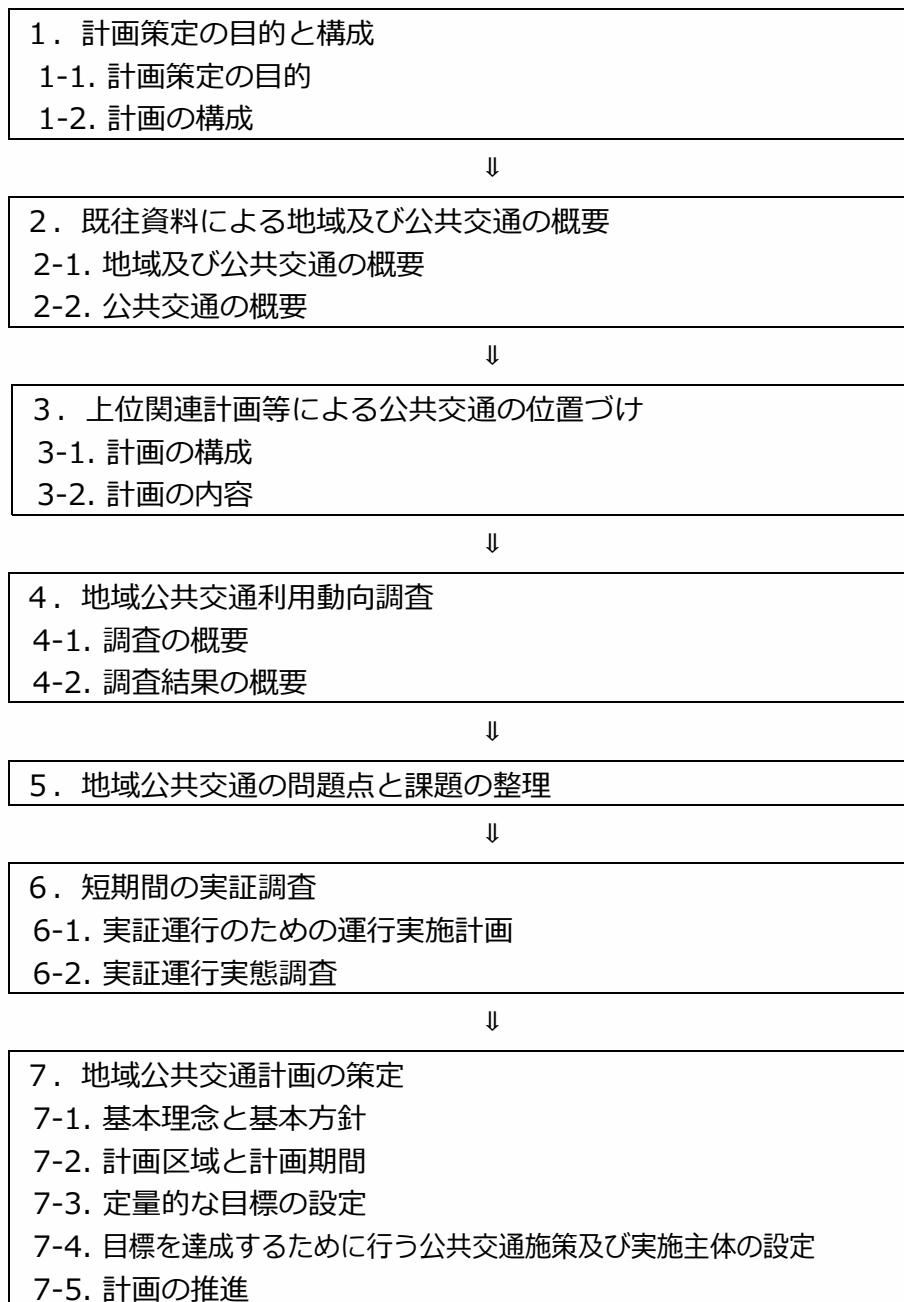 １．計画策定の目的と構成
1-1. 計画策定の目的
1-2. 計画の構成
⇓
２．既往資料による地域及び公共交通の概要
2-1. 地域及び公共交通の概要
2-2. 公共交通の概要
⇓
３．上位関連計画等による公共交通の位置づけ
3-1. 計画の構成
3-2. 計画の内容
⇓
４．地域公共交通利用動向調査
4-1. 調査の概要
4-2. 調査結果の概要
⇓
５．地域公共交通の問題点と課題の整理
⇓
６．短期間の実証調査
6-1. 実証運行のための運行実施計画
6-2. 実証運行実態調査
⇓
７．地域公共交通計画の策定
7-1. 基本理念と基本方針
7-2. 計画区域と計画期間
7-3. 定量的な目標の設定
7-4. 目標を達成するために行う公共交通施策及び実施主体の設定
7-5. 計画の推進